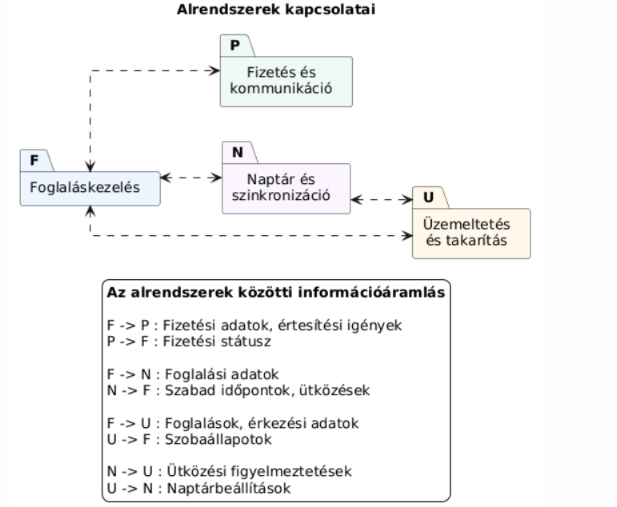 Alrendszerek kapcsolatai
P
Fizetés és
kommunikáció
F
Foglaláskezelés
N
Naptár és
szinkronizáció
U
Üzemeltetés
és takarítás
Az alrendszerek közötti információáramlás
F -> P : Fizetési adatok, értesítési igények
P -> F : Fizetési státusz
F -> N : Foglalási adatok
N -> F : Szabad időpontok, ütközések
F -> U : Foglalások, érkezési adatok
U -> F : Szobaállapotok
N -> U : Ütközési figyelmeztetések
U -> N : Naptárbeállítások